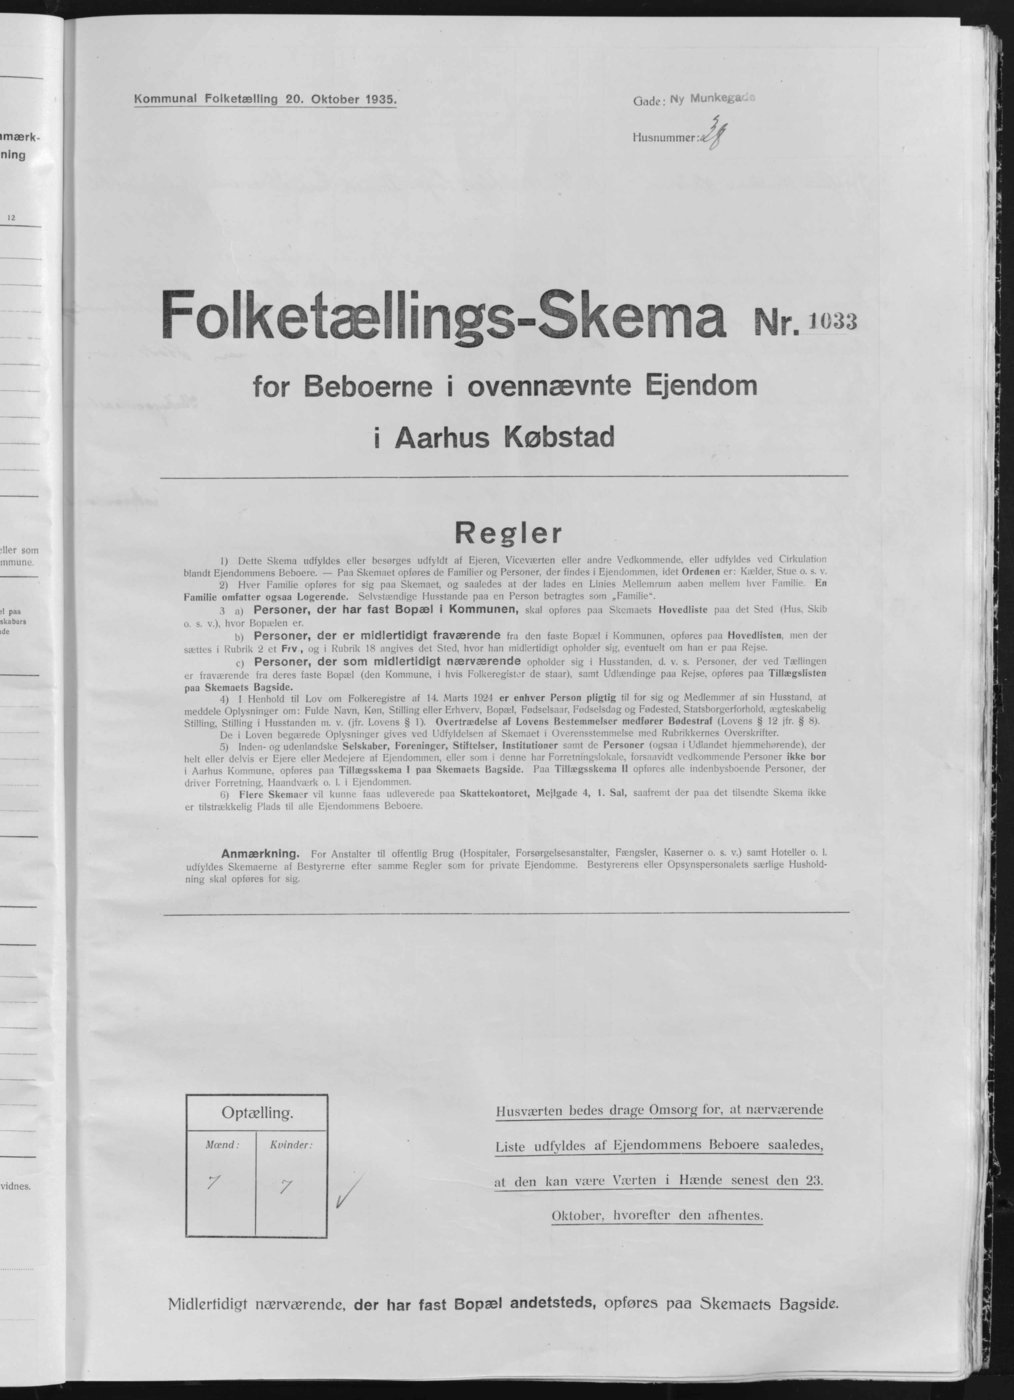 Kommunal Folketælling 20. Oktober 1935.
Gade: Ny Munkegade
Husnummer: 38
Folketællings-Skema Nr. 1033
for Beboerne i ovennævnte Ejendom
i Aarhus Købstad
Regler
1) Dette Skema udfyldes eller besørges udfyldt af Ejeren, Viceværten eller andre Vedkommende, eller udfyldes ved Cirkulation
blandt Ejendommens Beboere. — Paa Skemaet opføres de Familier og Personer, der findes i Ejendommen, idet Ordenen er: Kælder, Stue o. s. v.
2) Hver Familie opføres for sig paa Skemaet, og saaledes at der lades en Linies Mellemrum aaben mellem hver Familie. En
Familie omfatter ogsaa Logerende. Selvstændige Husstande paa en Person betragtes som „Familie“.
3 a) Personer, der har fast Bopæl i Kommunen, skal opføres paa Skemaets Hovedliste paa det Sted (Hus, Skib
o. s. v.), hvor Bopælen er.
b) Personer, der er midlertidigt fraværende fra den faste Bopæl i Kommunen, opføres paa Hovedlisten, men der
sættes i Rubrik 2 et Frv., og i Rubrik 18 angives det Sted, hvor han midlertidigt opholder sig, eventuelt om han er paa Rejse.
c) Personer, der som midlertidigt nærværende opholder sig i Husstanden, d. v. s. Personer, der ved Tællingen
er fraværende fra deres faste Bopæl (den Kommune, i hvis Folkeregister de staar), samt Udlændinge paa Rejse, opføres paa Tillægslisten
paa Skemaets Bagside.
4) I Henhold til Lov om Folkeregistre af 14. Marts 1924 er enhver Person pligtig til for sig og Medlemmer af sin Husstand, at
meddele Oplysninger om: Fulde Navn, Køn, Stilling eller Erhverv, Bopæl, Fødselsaar, Fødselsdag og Fødested, Statsborgerforhold, ægteskabelig
Stilling, Stilling i Husstanden m. v. (jfr. Lovens § 1). Overtrædelse af Lovens Bestemmelser medfører Bødestraf (Lovens § 12 jfr. § 8).
De i Loven begærede Oplysninger gives ved Udfyldelsen af Skemaet i Overensstemmelse med Rubrikkernes Overskrifter.
5) Inden- og udenlandske Selskaber, Foreninger, Stiftelser, Institutioner samt de Personer (ogsaa i Udlandet hjemmehørende), der
helt eller delvis er Ejere eller Medejere af Ejendommen, eller som i denne har Forretningslokale, forsaavidt vedkommende Personer ikke bor
i Aarhus Kommune, opføres paa Tillægsskema I paa Skemaets Bagside. Paa Tillægsskema II opføres alle indenbysboende Personer, der
driver Forretning, Haandværk o. l. i Ejendommen.
6) Flere Skemaer vil kunne faas udleverede paa Skattekontoret, Mejlgade 4, 1. Sal, saafremt der paa det tilsendte Skema ikke
er tilstrækkelig Plads til alle Ejendommens Beboere.
Anmærkning. For Anstalter til offentlig Brug (Hospitaler, Forsørgelsesanstalter, Fængsler, Kaserner o. s. v.) samt Hoteller o. l.
udfyldes Skemaerne af Bestyrerne efter samme Regler som for private Ejendomme. Bestyrerens eller Opsynspersonalets særlige Hushold-
ning skal opføres for sig.
Optælling.
Mænd: Kvinder:
7 7
Husværten bedes drage Omsorg for, at nærværende
Liste udfyldes af Ejendommens Beboere saaledes,
at den kan være Værten i Hænde senest den 23.
Oktober, hvorefter den afhentes.
Midlertidigt nærværende, der har fast Bopæl andetsteds, opføres paa Skemaets Bagside.